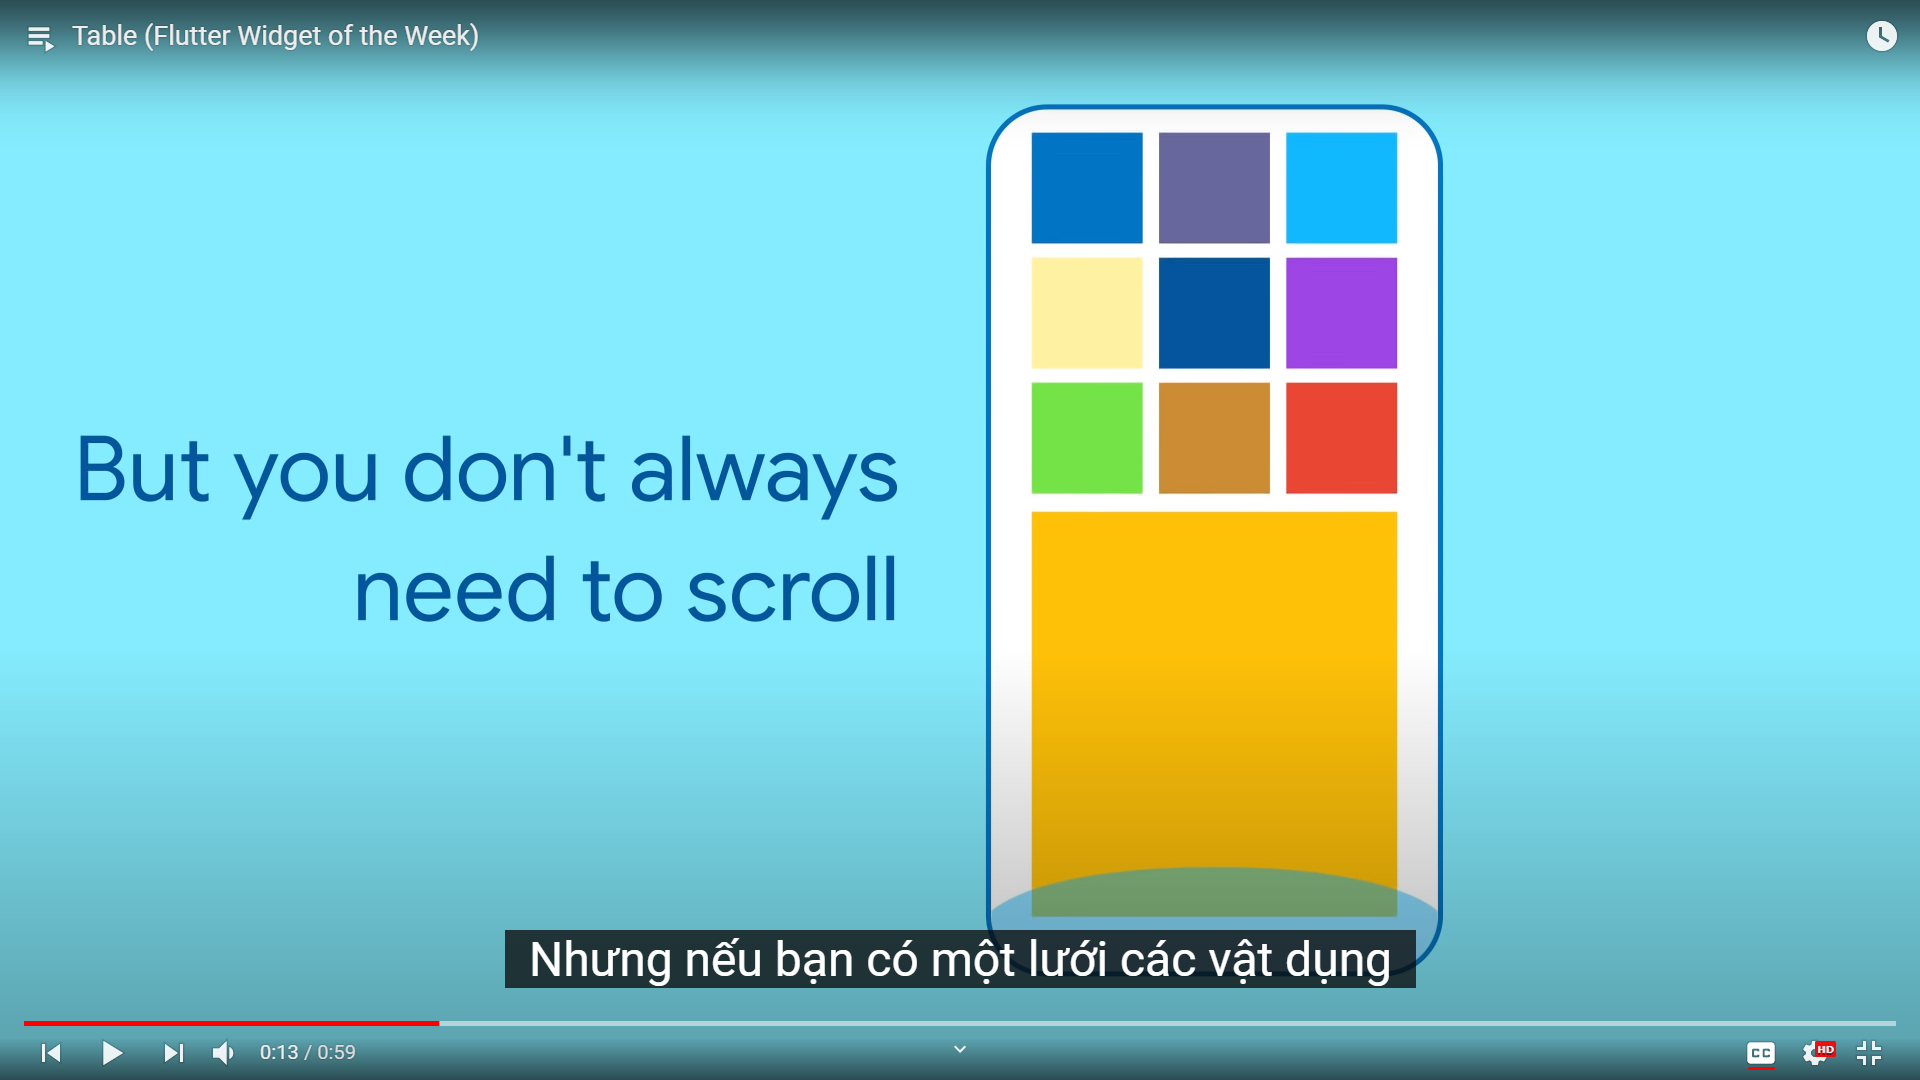 Table (Flutter Widget of the Week)
But you don't always
need to scroll
Nhưng nếu bạn có một lưới các vật dụng
0:13 / 0:59
CC
HD